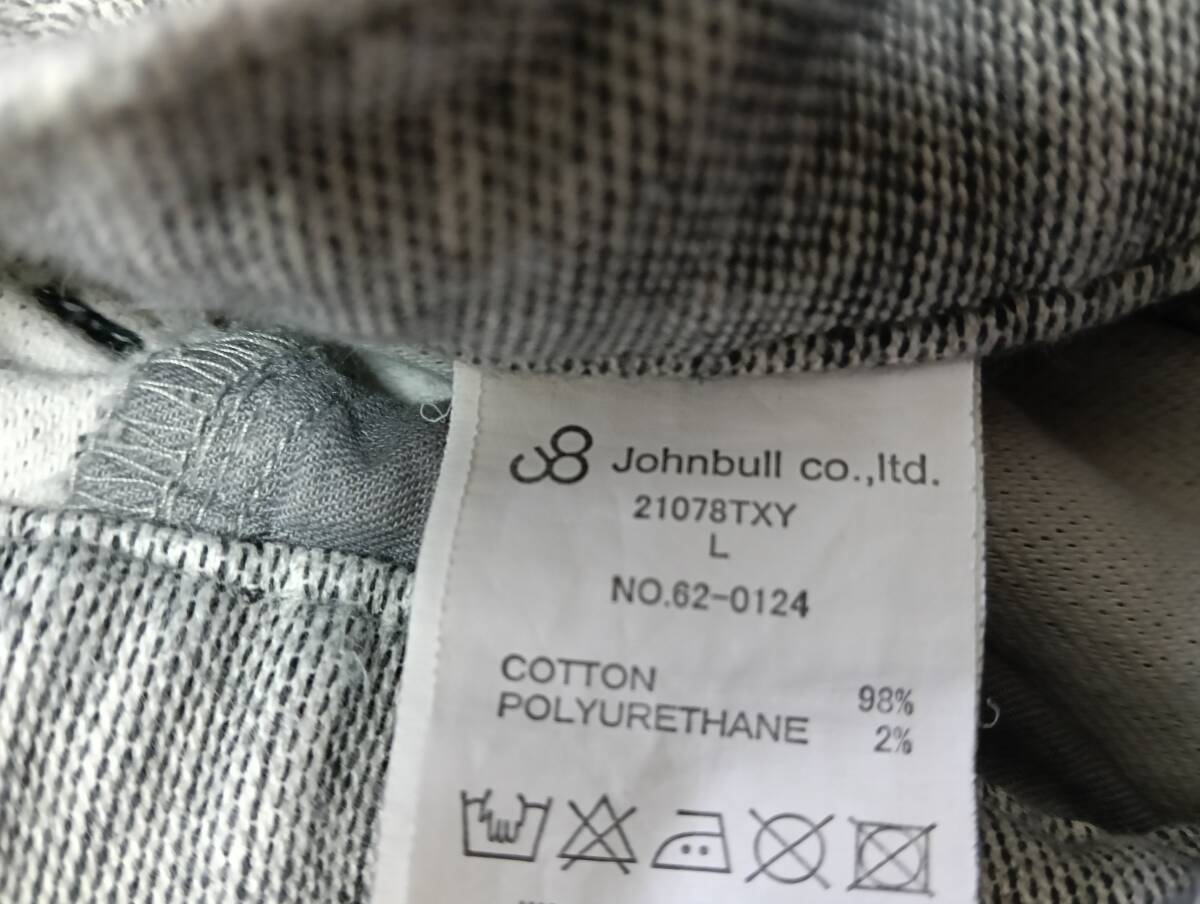 Johnbull co.,ltd.
21078TXY
L
NO.62-0124
COTTON 98%
POLYURETHANE 2%